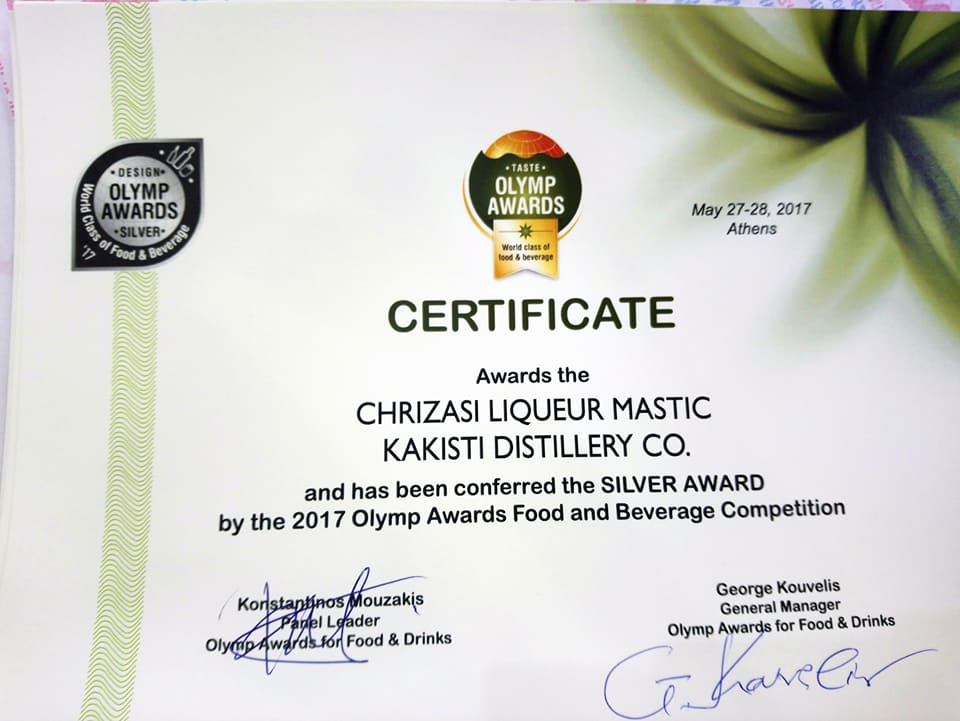 • DESIGN •
OLYMP
AWARDS
• SILVER •
World Class of Food & Beverage
'17
• TASTE •
OLYMP
AWARDS
World class of
food & beverage
May 27-28, 2017
Athens
CERTIFICATE
Awards the
CHRIZASI LIQUEUR MASTIC
KAKISTI DISTILLERY CO.
and has been conferred the SILVER AWARD
by the 2017 Olymp Awards Food and Beverage Competition
Konstantinos Mouzakis
Panel Leader
Olymp Awards for Food & Drinks
George Kouvelis
General Manager
Olymp Awards for Food & Drinks